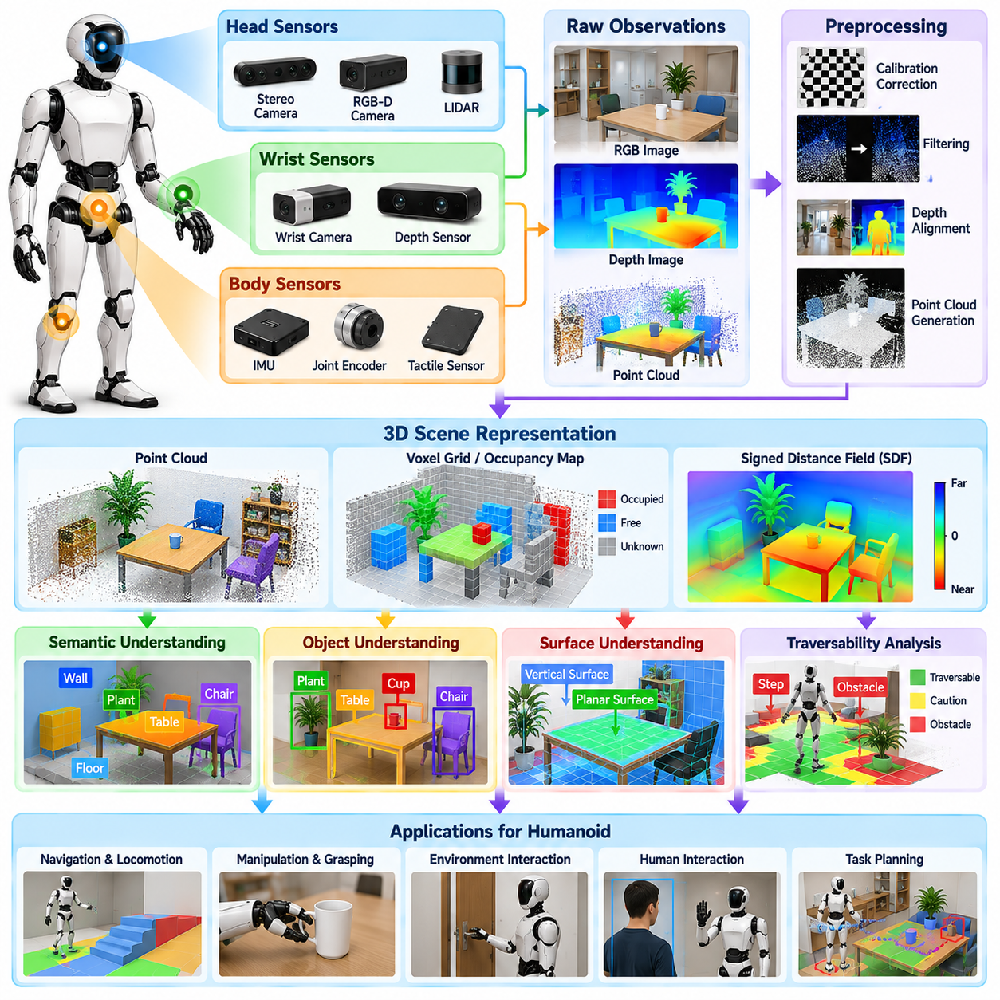 Head Sensors
Stereo
Camera
RGB-D
Camera
LIDAR
Wrist Sensors
Wrist Camera
Depth Sensor
Body Sensors
IMU
Joint Encoder
Tactile Sensor
Raw Observations
RGB Image
Depth Image
Point Cloud
Preprocessing
Calibration
Correction
Filtering
Depth
Alignment
Point Cloud
Generation
3D Scene Representation
Point Cloud
Voxel Grid / Occupancy Map
Occupied
Free
Unknown
Signed Distance Field (SDF)
Far
0
Near
Semantic Understanding
Wall
Plant
Chair
Table
Floor
Object Understanding
Plant
Table
Cup
Chair
Surface Understanding
Vertical Surface
Planar Surface
Traversability Analysis
Step
Obstacle
Traversable
Caution
Obstacle
Applications for Humanoid
Navigation & Locomotion
Manipulation & Grasping
Environment Interaction
Human Interaction
Task Planning